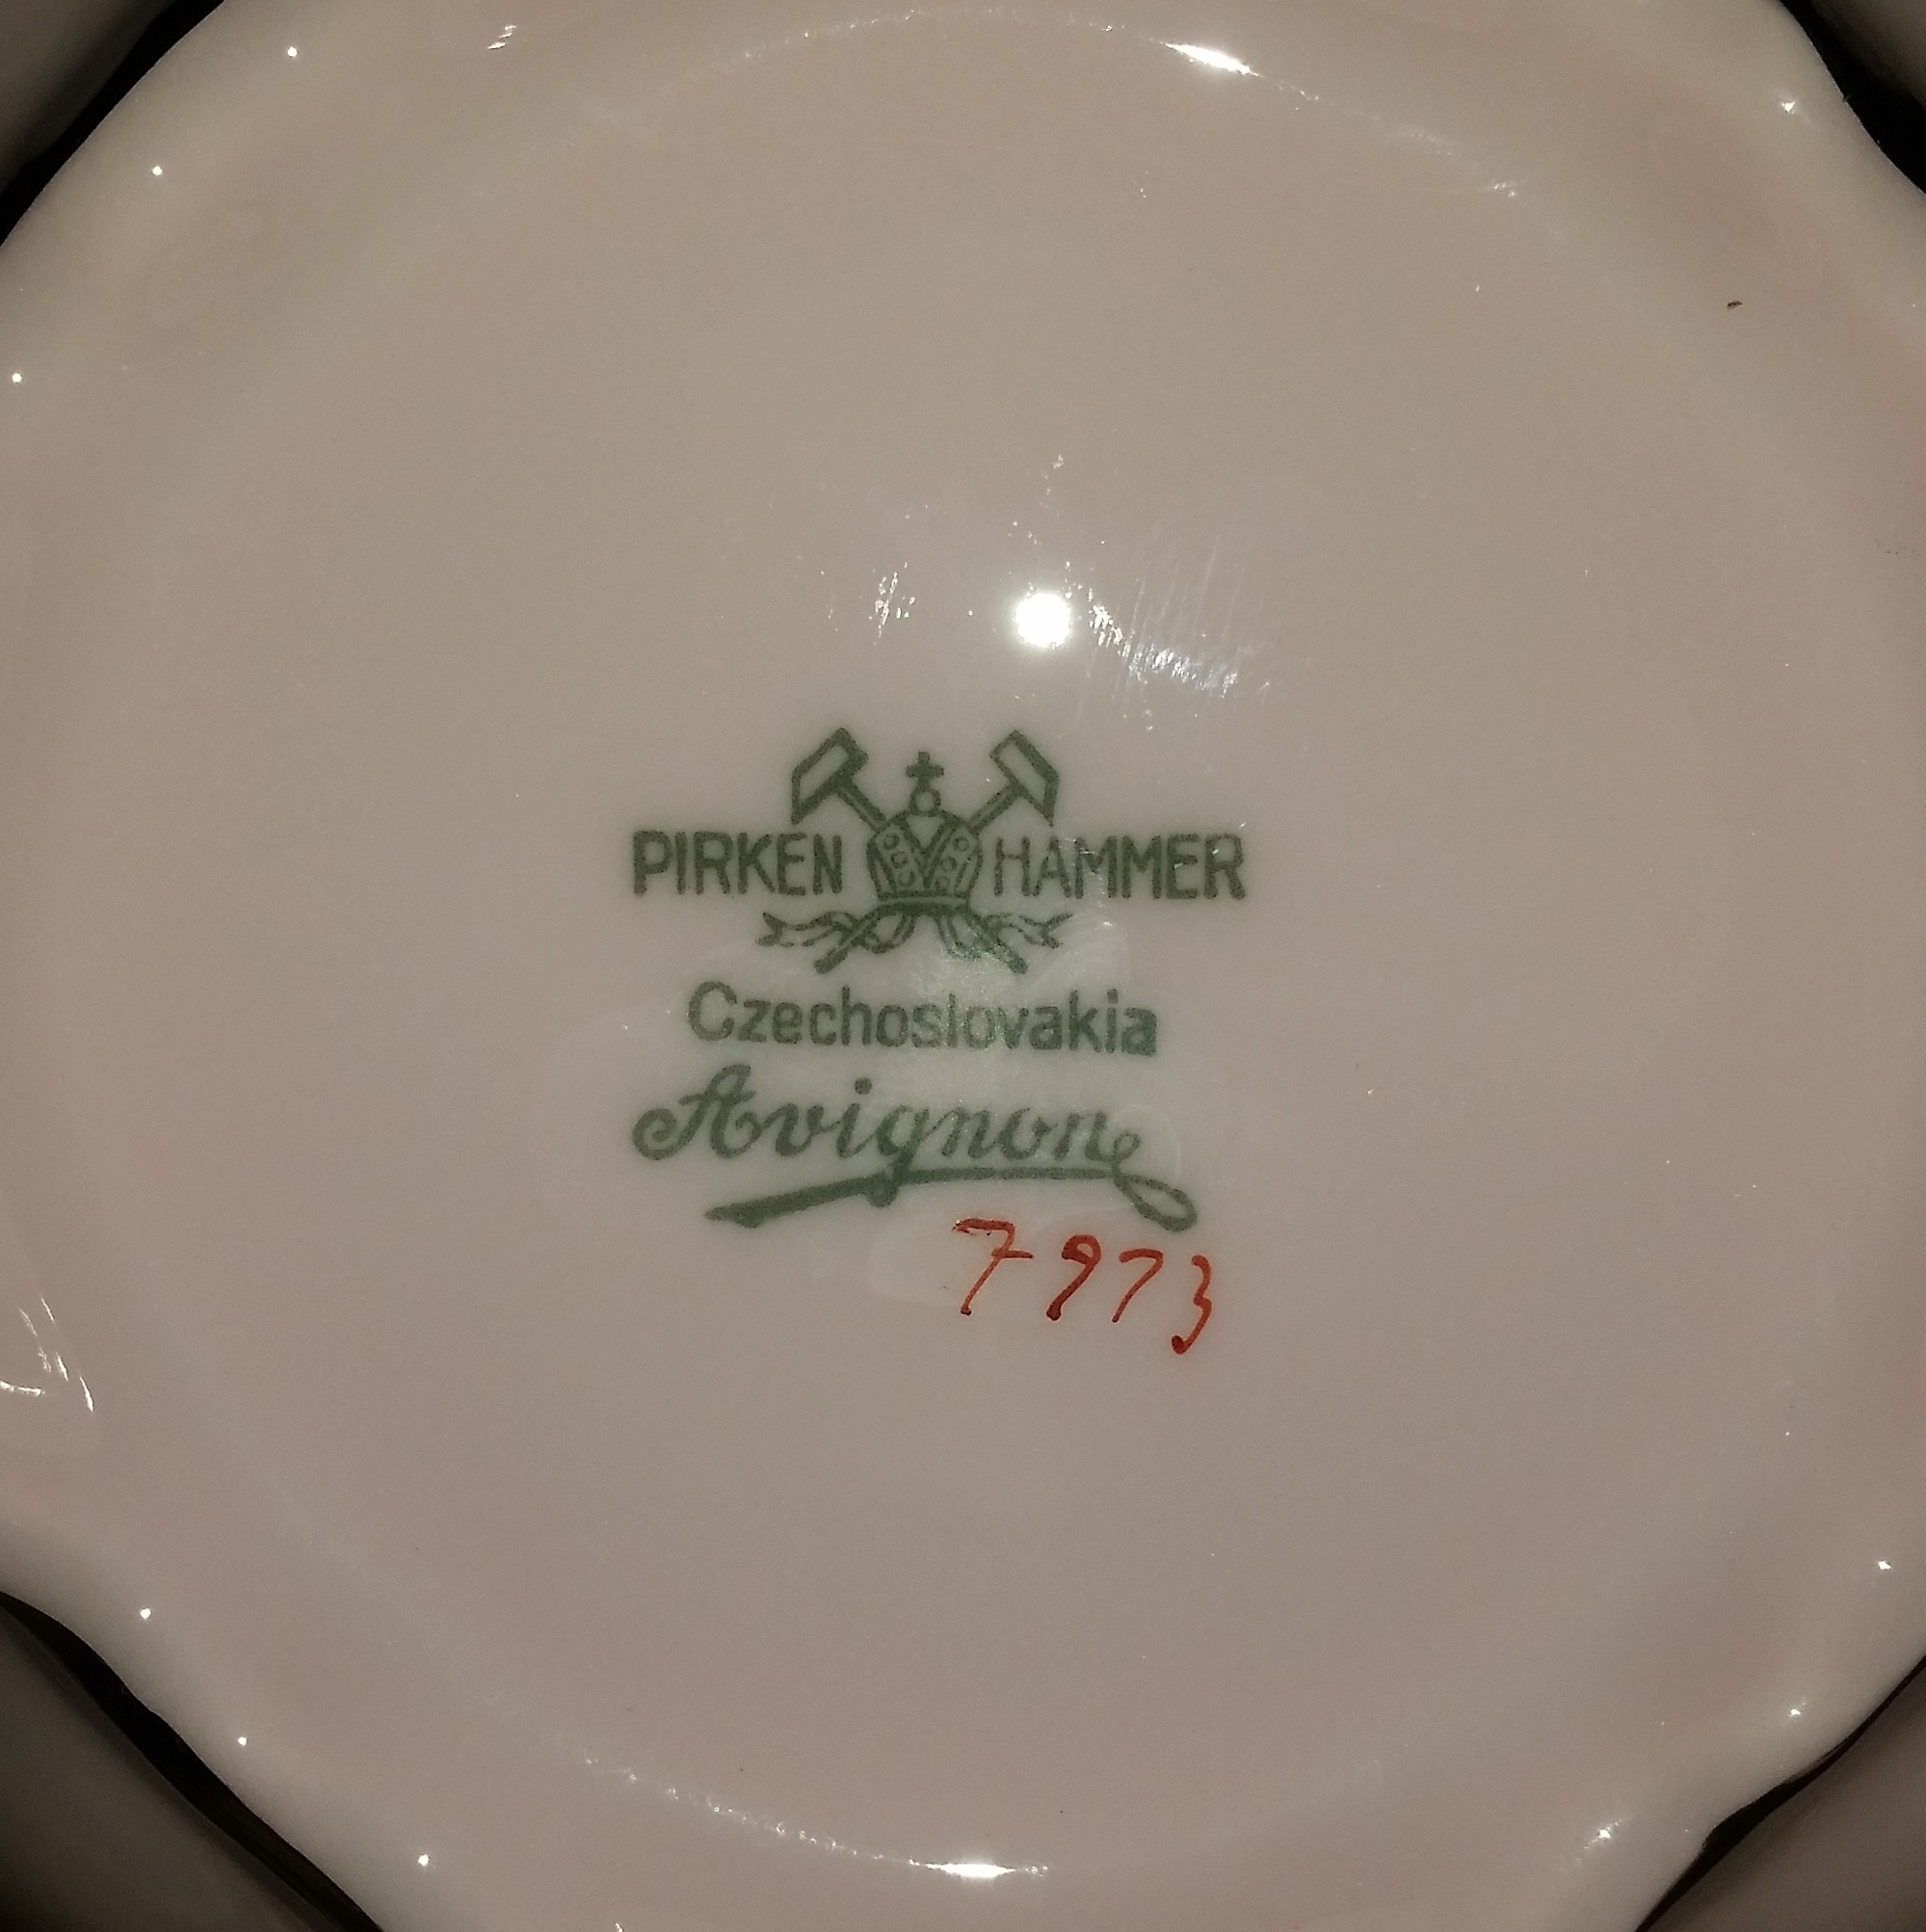 PIRKEN HAMMER
Czechoslovakia
Avignon
7973